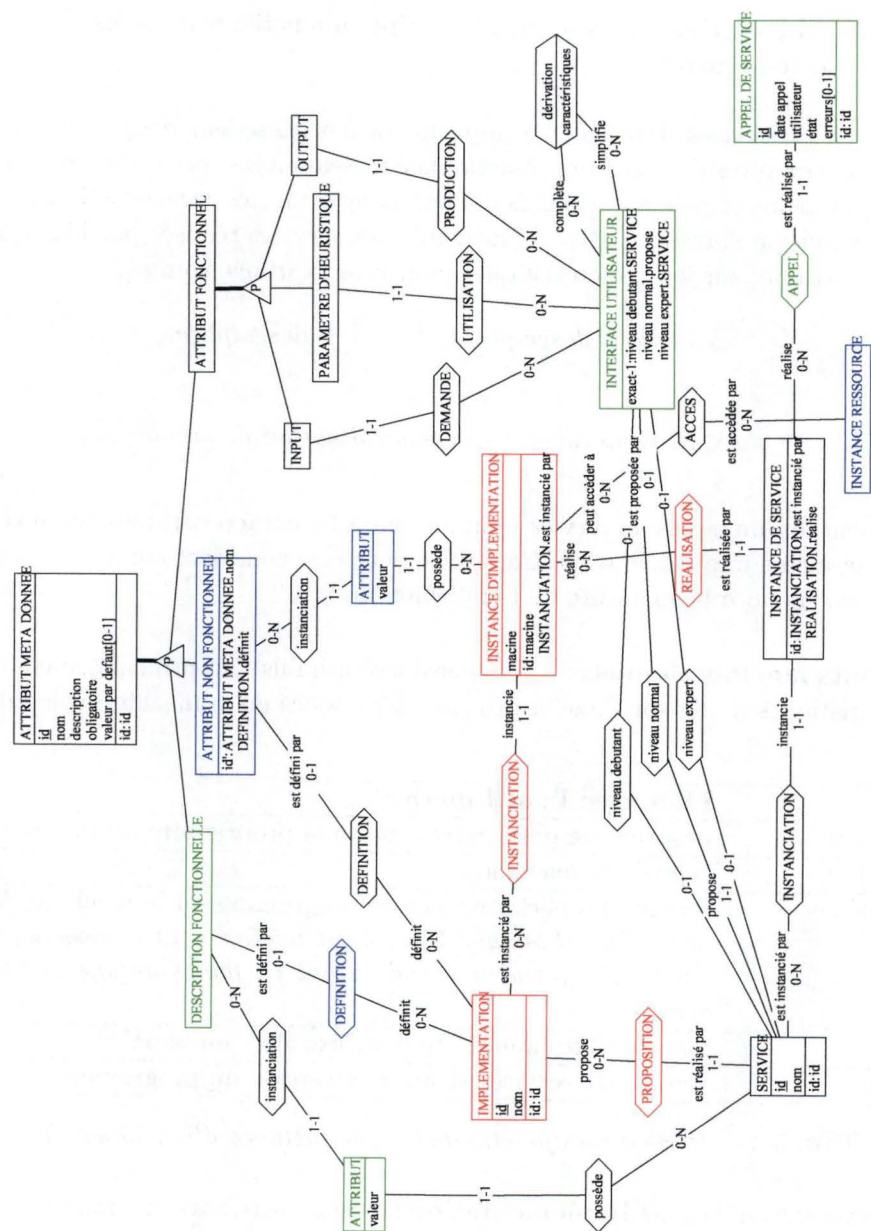 ATTRIBUT META DONNEE
id
nom
description
obligatoire
valeur par defaut[0-1]
id: id
P
DESCRIPTION FONCTIONNELLE
ATTRIBUT NON FONCTIONNEL
id': ATTRIBUT META DONNEE.nom
DEFINITION.définit
ATTRIBUT FONCTIONNEL
P
INPUT
PARAMETRE D'HEURISTIQUE
OUTPUT
1-1
1-1
1-1
DEMANDE
UTILISATION
PRODUCTION
0-N
0-N
0-N
0-N
instanciation
1-1
ATTRIBUT
valeur
1-1
possède
0-N
est défini par
0-1
DEFINITION
définit
0-N
est défini par
0-1
DEFINITION
définit
0-N
0-N
instanciation
1-1
ATTRIBUT
valeur
1-1
possède
0-N
INSTANCE D'IMPLEMENTATION
macine
id: macine
INSTANCIATION.est instancié par
instancie
1-1
INSTANCIATION
est instancié par
0-N
IMPLEMENTATION
id
nom
id: id
propose
0-N
PROPOSITION
est réalisé par
1-1
SERVICE
id
nom
id: id
INTERFACE UTILISATEUR
exact-1:niveau debutant.SERVICE
niveau normal.propose
niveau expert.SERVICE
complète
0-N
simplifie
0-N
dérivation
caractéristiques
réalise
0-N
REALISATION
est réalisée par
1-1
peut accèder à
0-N
ACCES
est accédée par
0-N
INSTANCE RESSOURCE
0-1
est proposée par
0-1
0-1
niveau debutant
niveau normal
niveau expert
0-1
propose
1-1
0-1
est instancié par
0-N
INSTANCIATION
instancie
1-1
INSTANCE DE SERVICE
id: INSTANCIATION.est instancié par
REALISATION.réalise
réalise
0-N
APPEL
est réalisé par
1-1
APPEL DE SERVICE
id
date appel
utilisateur
état
erreurs[0-1]
id: id